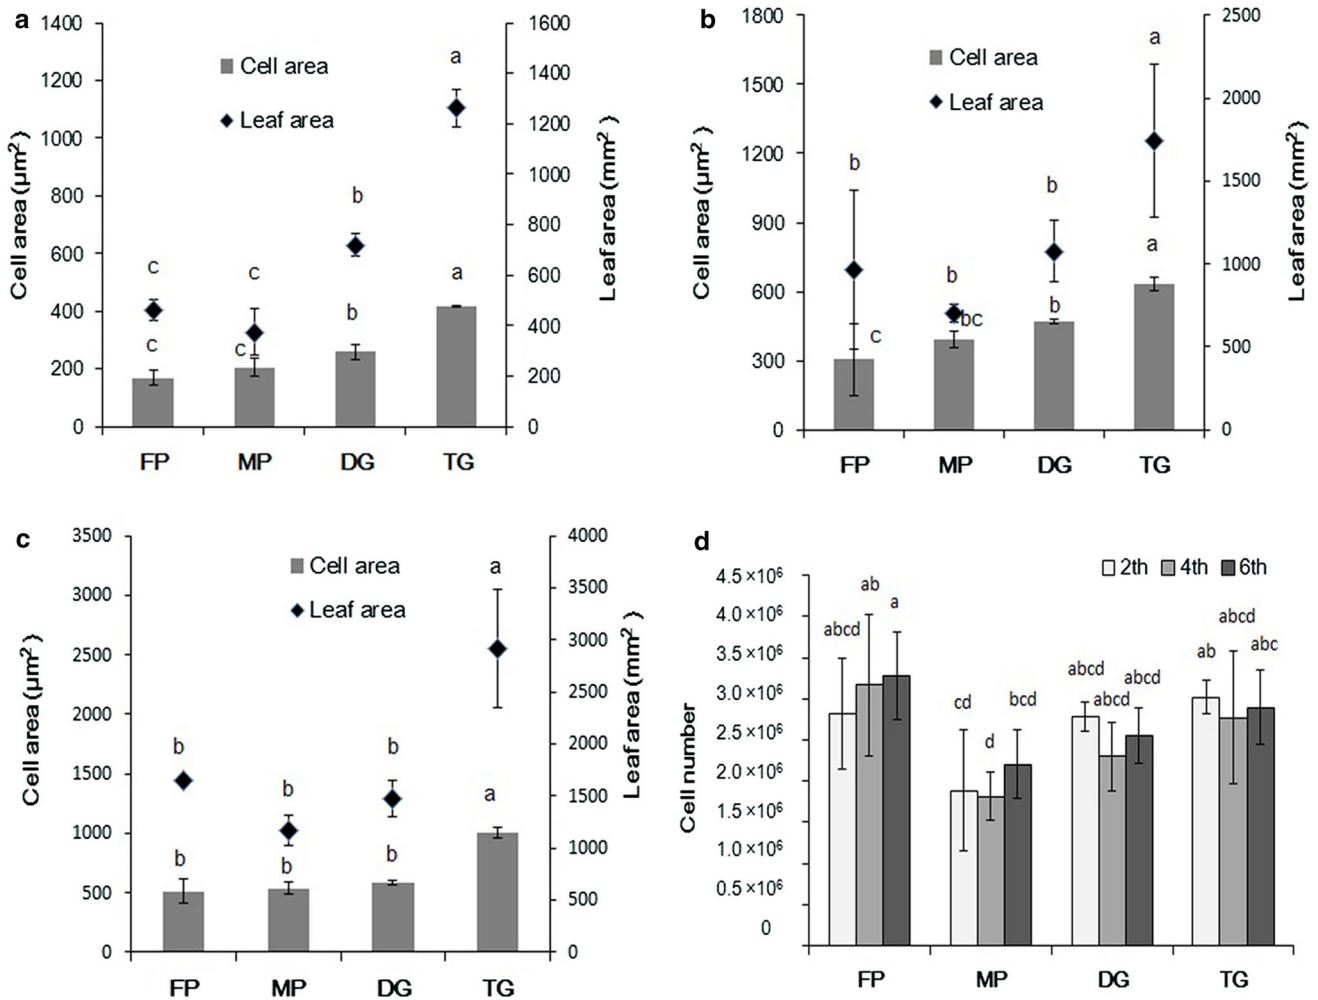 a
Cell area (µm²)
1400
1200
1000
800
600
400
200
0
Cell area
Leaf area
c
c
c
c
b
b
a
a
FP MP DG TG
1600
1400
1200
1000
800
600
400
200
0
Leaf area (mm²)
b
Cell area (µm²)
1800
1500
1200
900
600
300
0
Cell area
Leaf area
b
c
b
bc
b
b
a
a
FP MP DG TG
2500
2000
1500
1000
500
0
Leaf area (mm²)
c
Cell area (µm²)
3500
3000
2500
2000
1500
1000
500
0
Cell area
Leaf area
b
b
b
b
b
b
a
a
FP MP DG TG
4000
3500
3000
2500
2000
1500
1000
500
0
Leaf area (mm²)
d
Cell number
4.5 ×10⁶
4.0 ×10⁶
3.5 ×10⁶
3.0 ×10⁶
2.5 ×10⁶
2.0 ×10⁶
1.5 ×10⁶
1.0 ×10⁶
0.5 ×10⁶
0
2th 4th 6th
abcd
ab
a
cd
d
bcd
abcd
abcd
abcd
ab
abcd
abc
FP MP DG TG